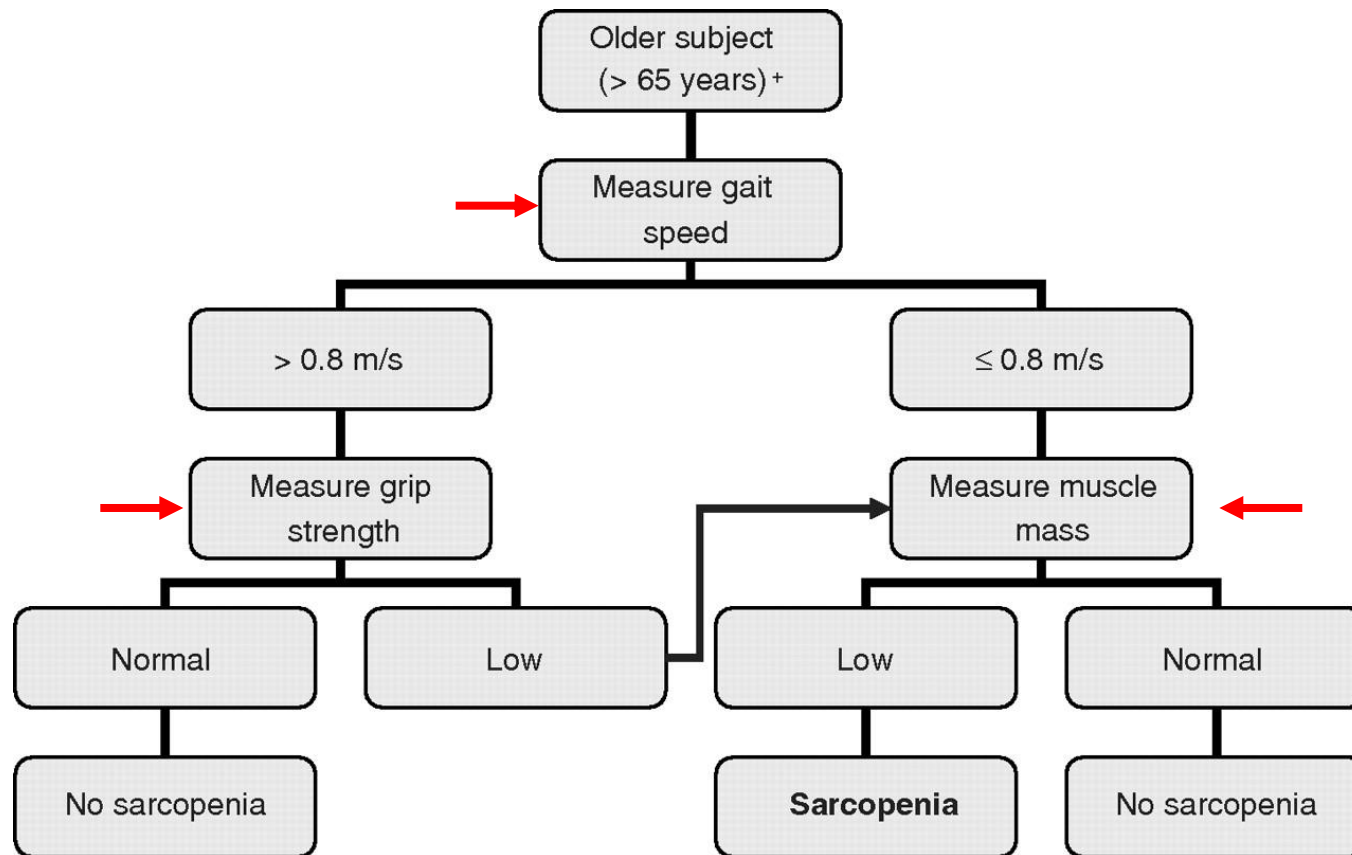 Older subject
(> 65 years) +
Measure gait
speed
> 0.8 m/s
≤ 0.8 m/s
Measure grip
strength
Measure muscle
mass
Normal
Low
Low
Normal
No sarcopenia
Sarcopenia
No sarcopenia